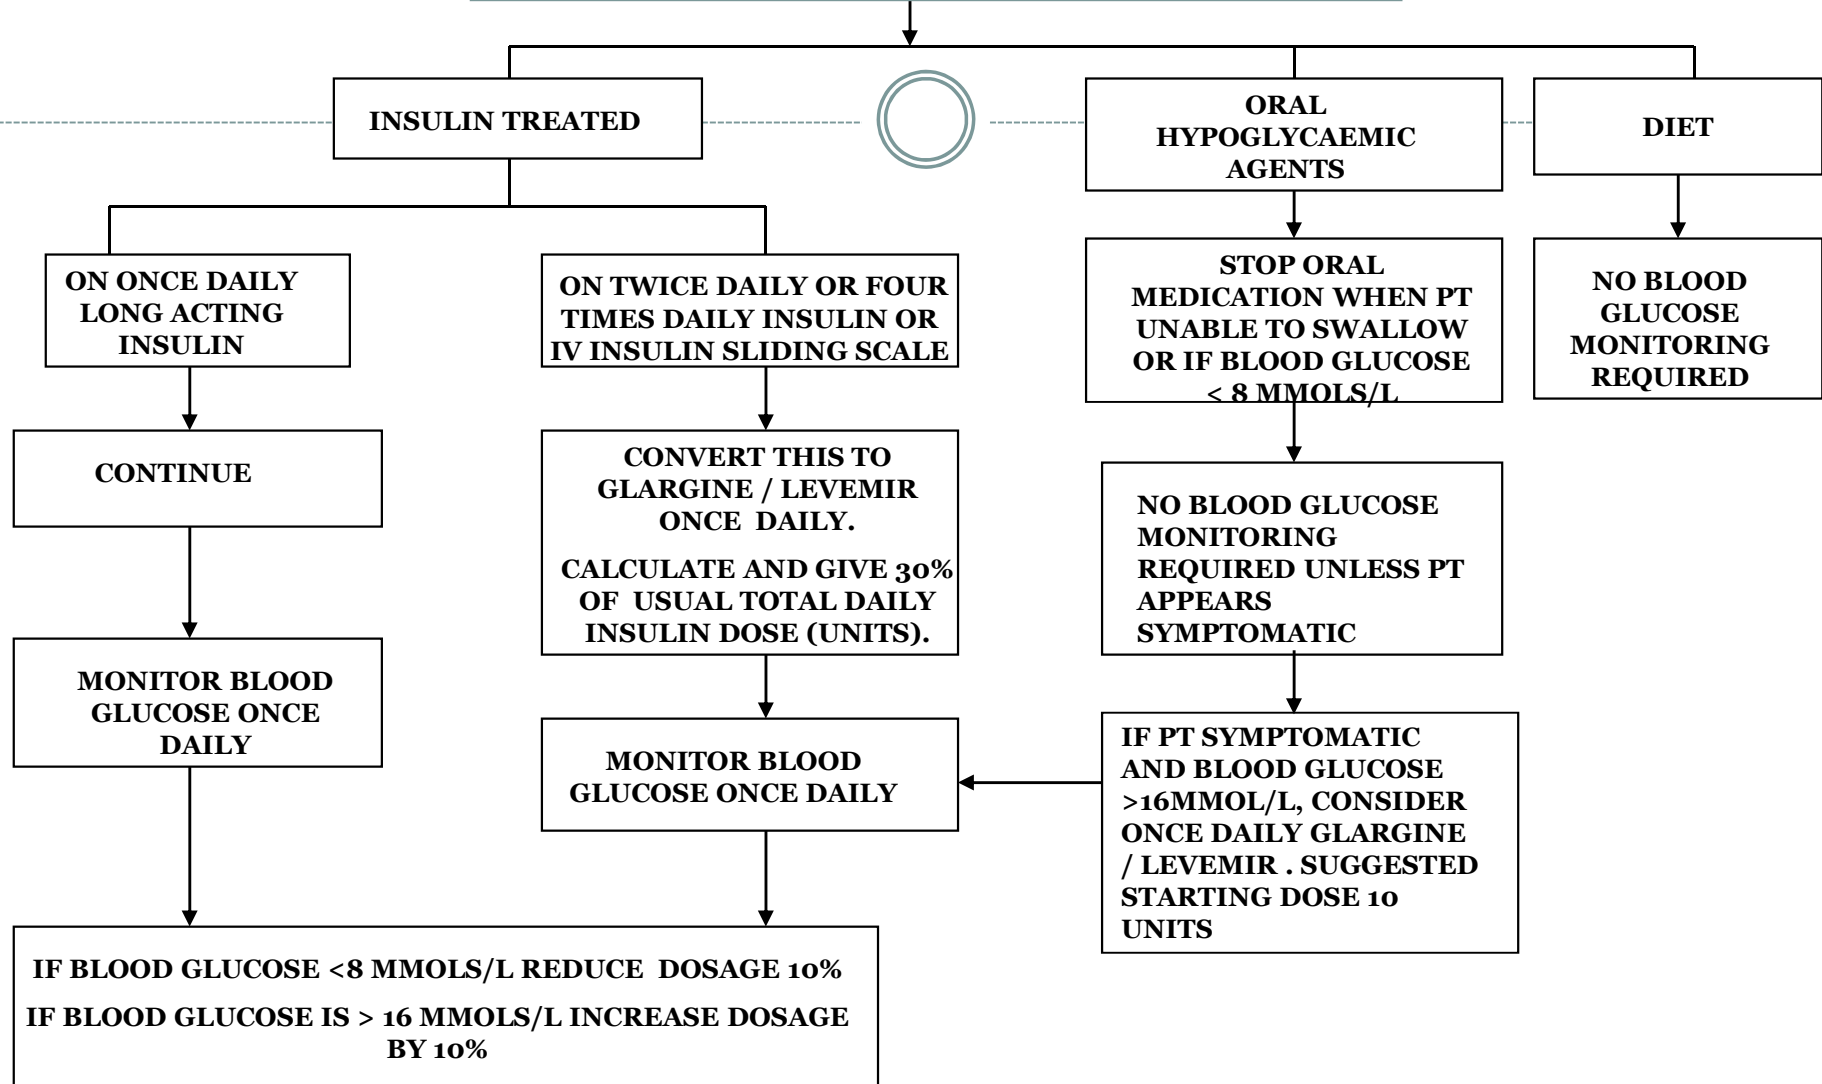 INSULIN TREATED
ORAL
HYPOGLYCAEMIC
AGENTS
DIET
ON ONCE DAILY
LONG ACTING
INSULIN
ON TWICE DAILY OR FOUR
TIMES DAILY INSULIN OR
IV INSULIN SLIDING SCALE
STOP ORAL
MEDICATION WHEN PT
UNABLE TO SWALLOW
OR IF BLOOD GLUCOSE
< 8 MMOLS/L
NO BLOOD
GLUCOSE
MONITORING
REQUIRED
CONTINUE
CONVERT THIS TO
GLARGINE / LEVEMIR
ONCE DAILY.
CALCULATE AND GIVE 30%
OF USUAL TOTAL DAILY
INSULIN DOSE (UNITS).
NO BLOOD GLUCOSE
MONITORING
REQUIRED UNLESS PT
APPEARS
SYMPTOMATIC
MONITOR BLOOD
GLUCOSE ONCE
DAILY
MONITOR BLOOD
GLUCOSE ONCE DAILY
IF PT SYMPTOMATIC
AND BLOOD GLUCOSE
>16MMOL/L, CONSIDER
ONCE DAILY GLARGINE
/ LEVEMIR . SUGGESTED
STARTING DOSE 10
UNITS
IF BLOOD GLUCOSE <8 MMOLS/L REDUCE DOSAGE 10%
IF BLOOD GLUCOSE IS > 16 MMOLS/L INCREASE DOSAGE
BY 10%